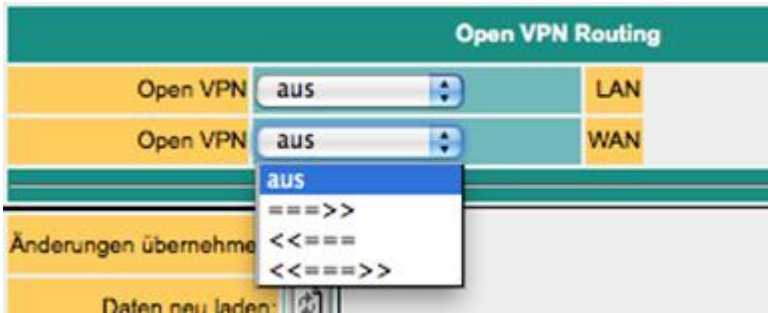 Open VPN Routing
Open VPN aus LAN
Open VPN aus WAN
aus
===>>
<<===
<<===>>
Änderungen übernehme
Daten neu laden: